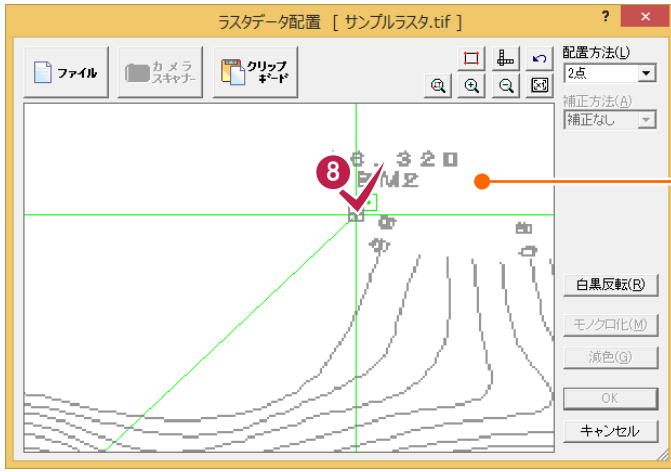 ラスタデータ配置 [ サンプルラスタ.tif ]
? ×
ファイル
カメラ
スキャナｰ
クリップ
ボｰド
配置方法(L)
2点
補正方法(A)
補正なし
8
6.320
白黒反転(R)
モノクロ化(M)
減色(G)
OK
キャンセル